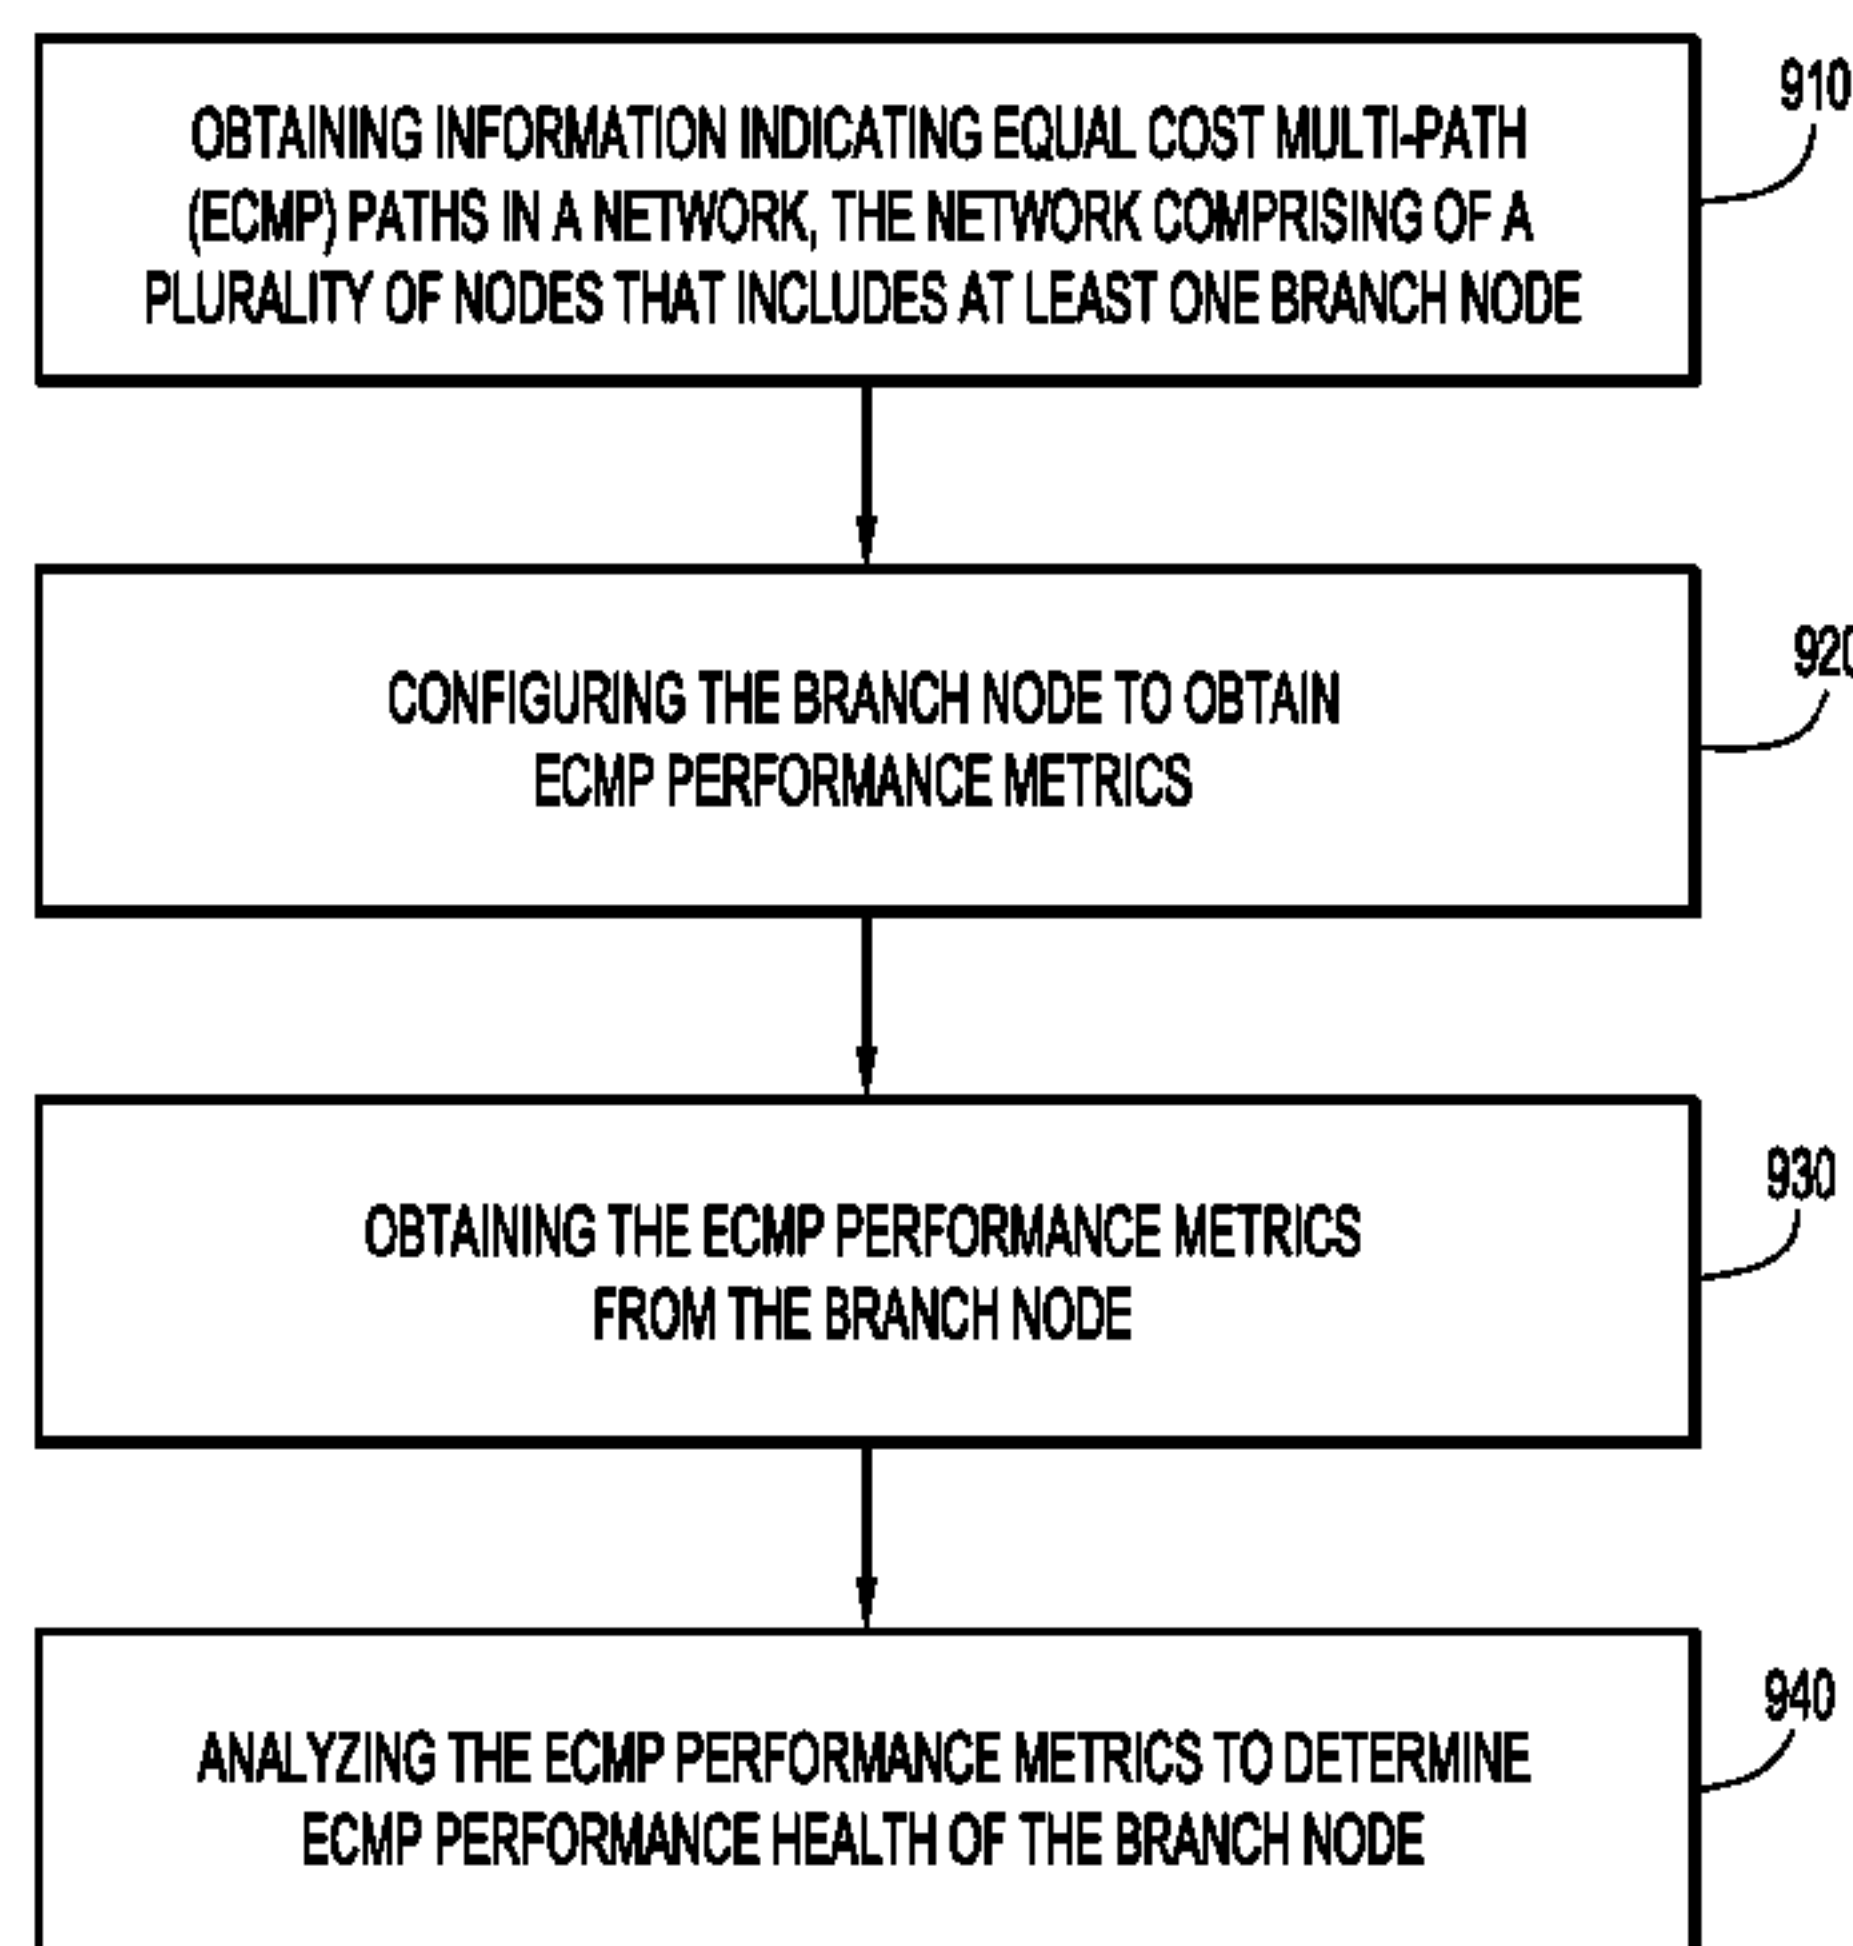 OBTAINING INFORMATION INDICATING EQUAL COST MULTI-PATH
(ECMP) PATHS IN A NETWORK, THE NETWORK COMPRISING OF A
PLURALITY OF NODES THAT INCLUDES AT LEAST ONE BRANCH NODE
910
CONFIGURING THE BRANCH NODE TO OBTAIN
ECMP PERFORMANCE METRICS
920
OBTAINING THE ECMP PERFORMANCE METRICS
FROM THE BRANCH NODE
930
ANALYZING THE ECMP PERFORMANCE METRICS TO DETERMINE
ECMP PERFORMANCE HEALTH OF THE BRANCH NODE
940